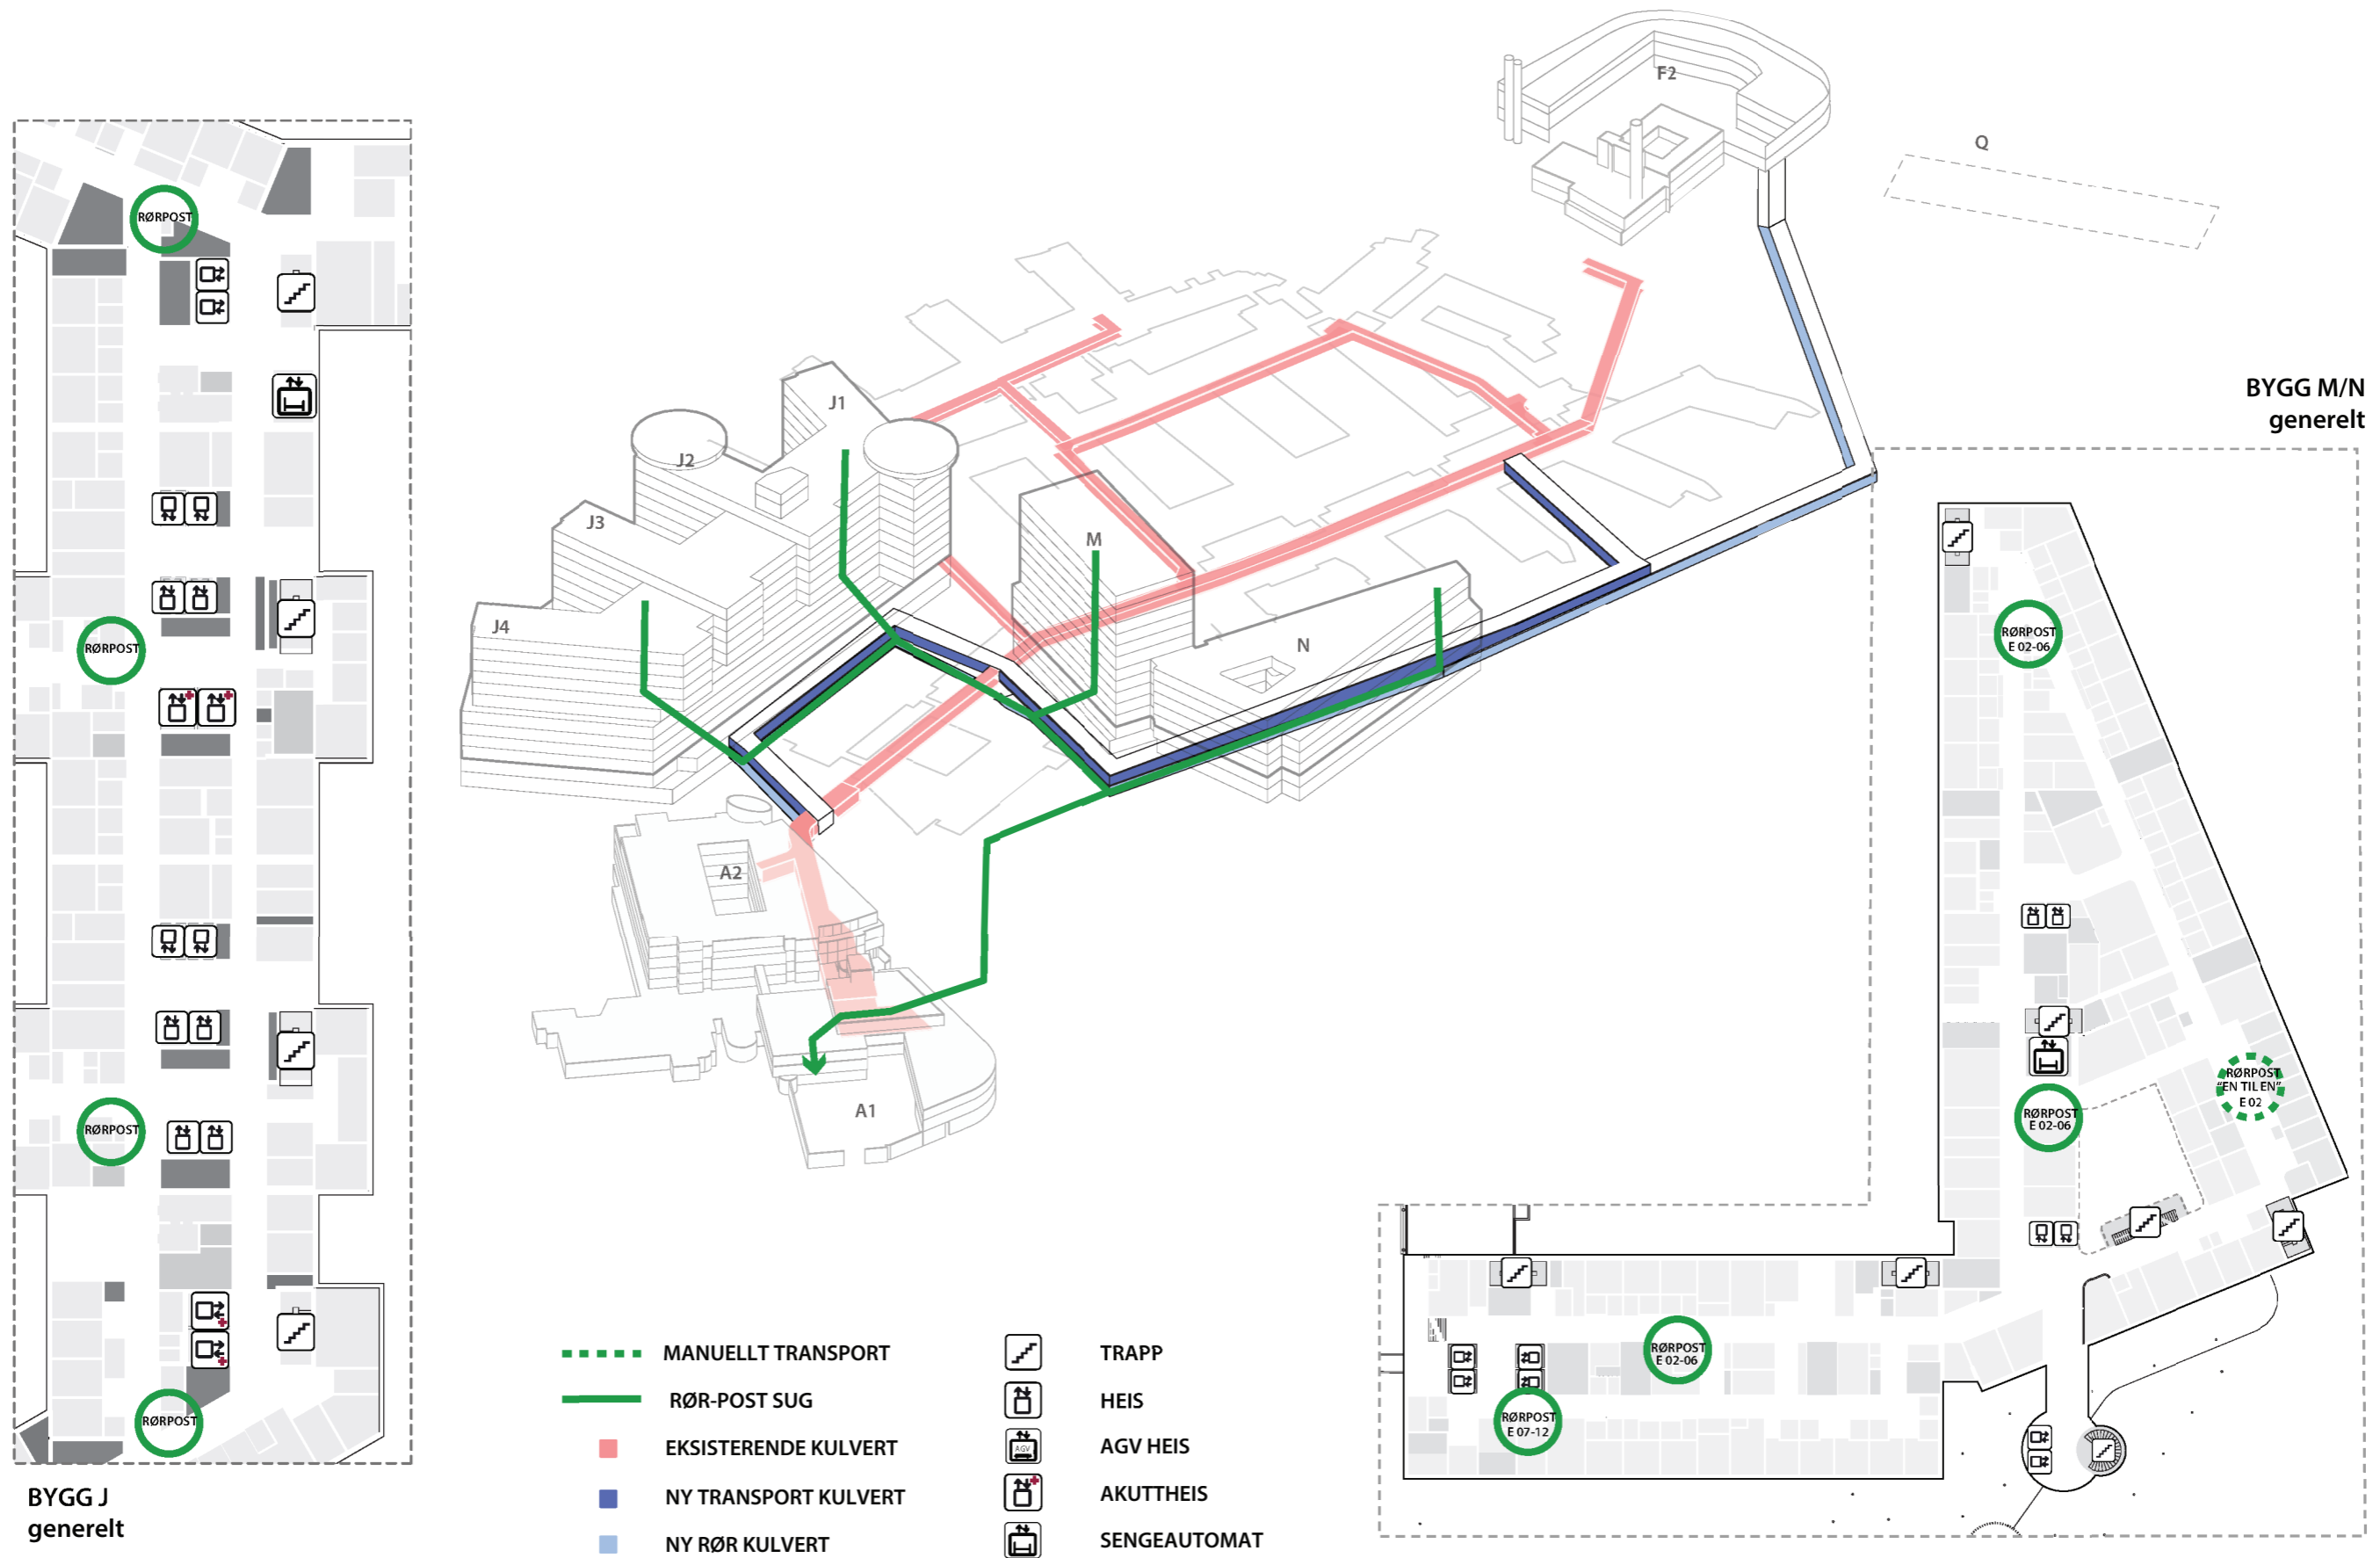 F2
Q
J1
J2
J3
J4
M
N
A2
A1
RØRPOST
RØRPOST
RØRPOST
RØRPOST
BYGG J
generelt
BYGG M/N
generelt
RØRPOST
E 02-06
RØRPOST
"EN TIL EN"
E 02
RØRPOST
E 02-06
RØRPOST
E 02-06
RØRPOST
E 07-12
MANUELLT TRANSPORT
RØR-POST SUG
EKSISTERENDE KULVERT
NY TRANSPORT KULVERT
NY RØR KULVERT
TRAPP
HEIS
AGV
AGV HEIS
AKUTTHEIS
SENGEAUTOMAT